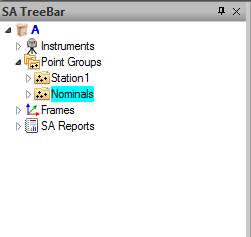 SA TreeBar
A
Instruments
Point Groups
Station1
Nominals
Frames
SA Reports